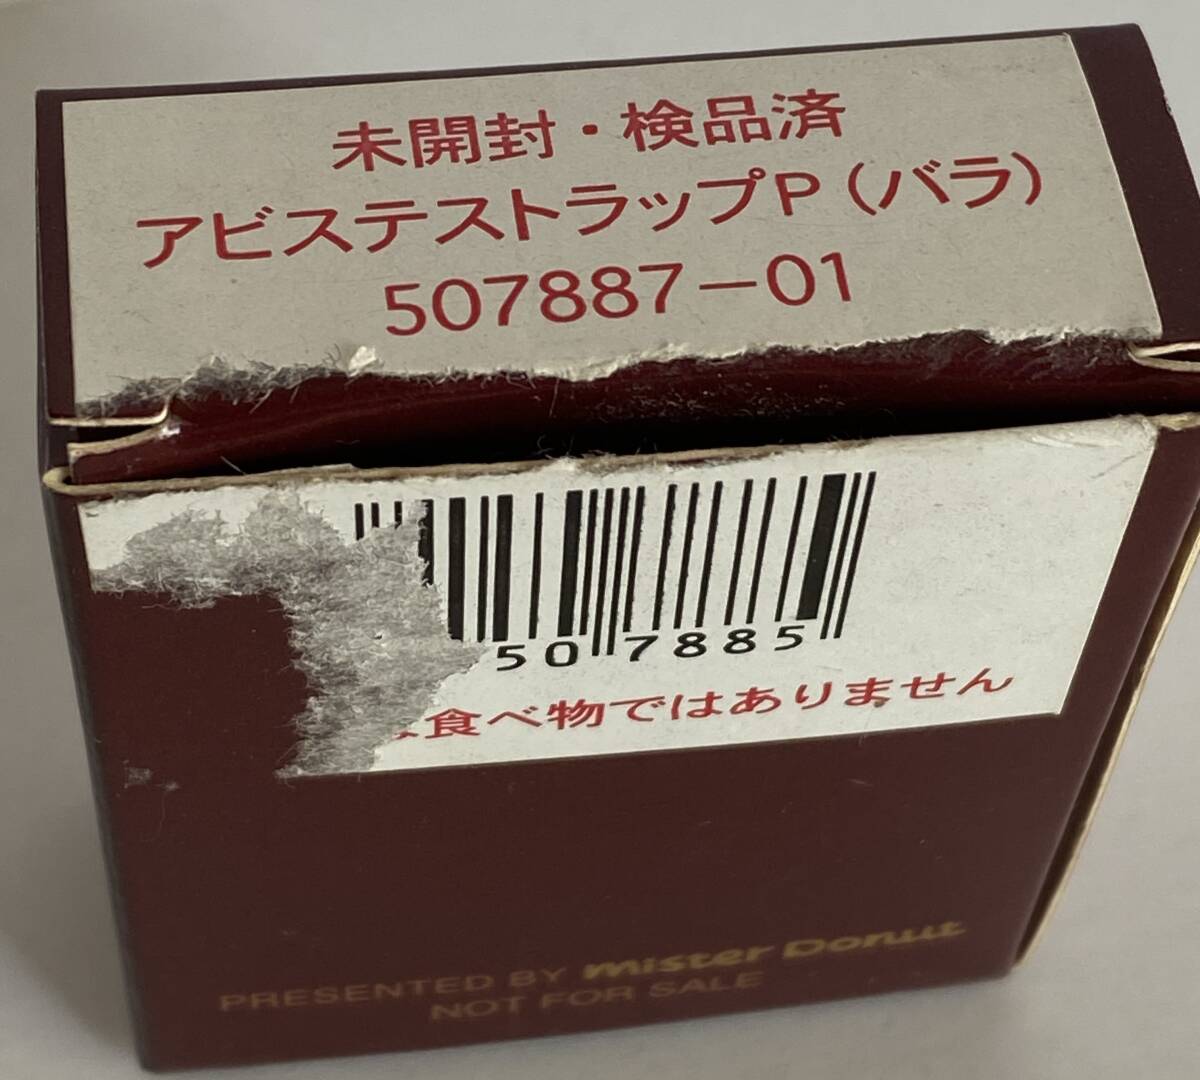 未開封・検品済
アビステストラップP（バラ）
507887-01
507885
食べ物ではありません
PRESENTED BY mister Donut
NOT FOR SALE